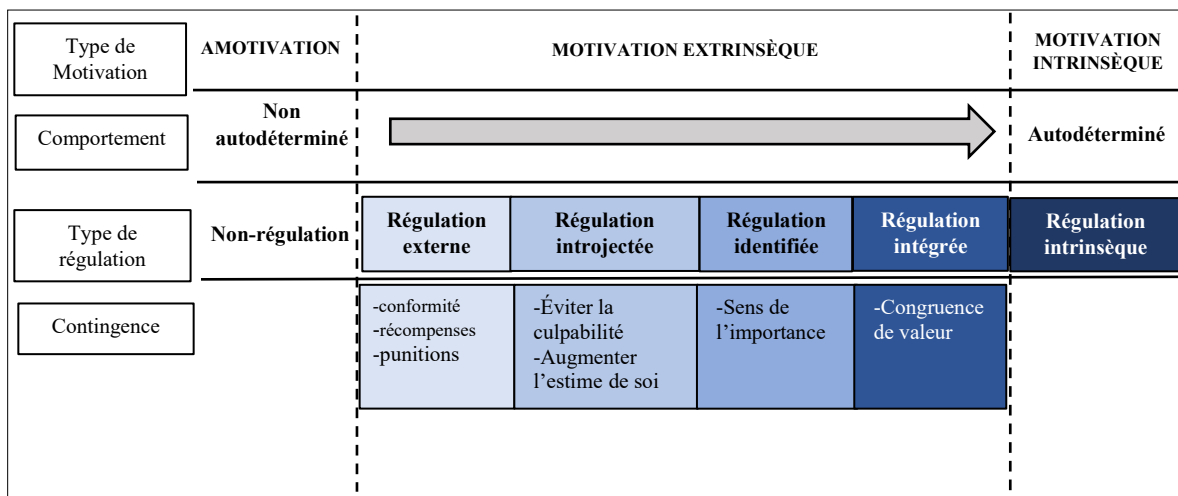 Type de
Motivation
AMOTIVATION
MOTIVATION EXTRINSÈQUE
MOTIVATION
INTRINSÈQUE
Comportement
Non
autodéterminé
Autodéterminé
Type de
régulation
Non-régulation
Régulation
externe
Régulation
introjectée
Régulation
identifiée
Régulation
intégrée
Régulation
intrinsèque
Contingence
-conformité
-récompenses
-punitions
-Éviter la
culpabilité
-Augmenter
l’estime de soi
-Sens de
l’importance
-Congruence
de valeur